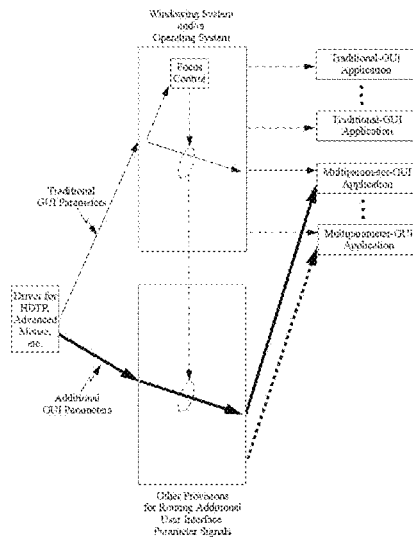 Windowing System
and/or
Operating System
Focus
Control
Traditional-GUI
Application
Traditional-GUI
Application
Multiparameter-GUI
Application
Multiparameter-GUI
Application
Traditional
GUI Parameters
Driver for
HDTP,
Advanced
Mouse,
etc.
Additional
GUI Parameters
Other Provisions
for Routing Additional
User Interface
Parameter Signals